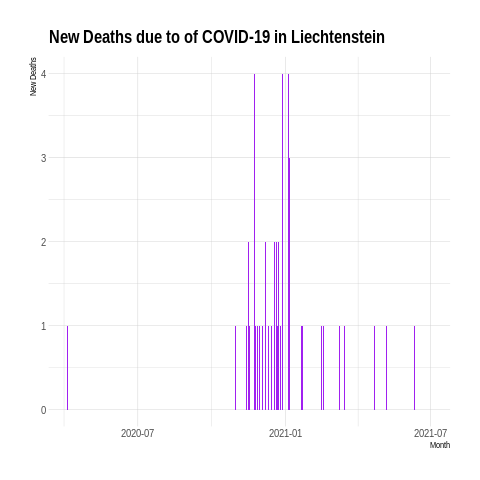 New Deaths due to of COVID-19 in Liechtenstein
New Deaths
4
3
2
1
0
2020-07 2021-01 2021-07
Month